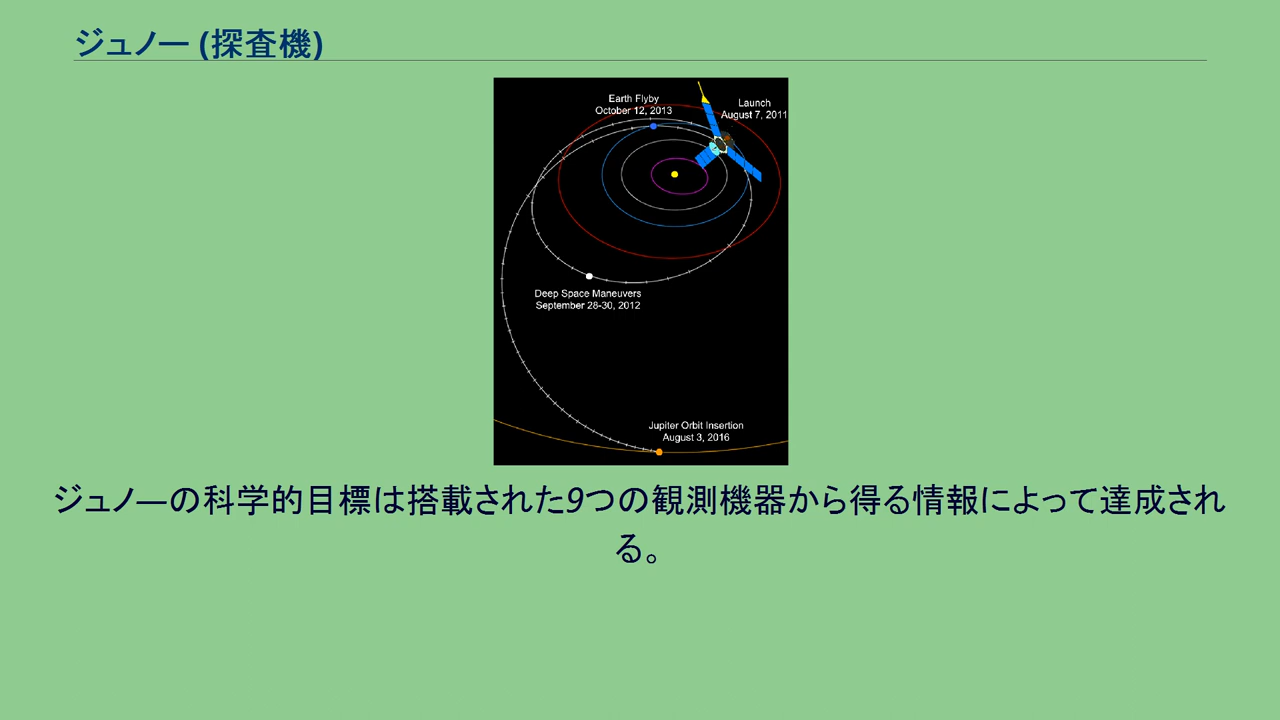 ジュノー (探査機)
Earth Flyby
October 12, 2013
Launch
August 7, 2011
Deep Space Maneuvers
September 28-30, 2012
Jupiter Orbit Insertion
August 3, 2016
ジュノーの科学的目標は搭載された9つの観測機器から得る情報によって達成され
る。